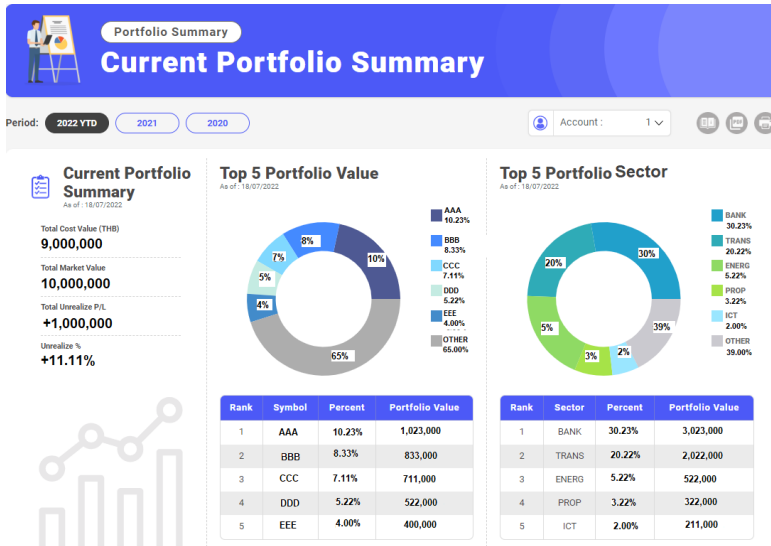 Portfolio Summary
Current Portfolio Summary
Period: 2022 YTD 2021 2020 Account : 1
Current Portfolio
Summary
As of : 18/07/2022
Total Cost Value (THB)
9,000,000
Total Market Value
10,000,000
Total Unrealize P/L
+1,000,000
Unrealize %
+11.11%
Top 5 Portfolio Value
As of : 18/07/2022
10%
8%
7%
5%
4%
65%
AAA
10.23%
BBB
8.33%
CCC
7.11%
DDD
5.22%
EEE
4.00%
OTHER
65.00%
Rank Symbol Percent Portfolio Value
1 AAA 10.23% 1,023,000
2 BBB 8.33% 833,000
3 CCC 7.11% 711,000
4 DDD 5.22% 522,000
5 EEE 4.00% 400,000
Top 5 Portfolio Sector
As of : 18/07/2022
30%
20%
5%
3%
2%
39%
BANK
30.23%
TRANS
20.22%
ENERG
5.22%
PROP
3.22%
ICT
2.00%
OTHER
39.00%
Rank Sector Percent Portfolio Value
1 BANK 30.23% 3,023,000
2 TRANS 20.22% 2,022,000
3 ENERG 5.22% 522,000
4 PROP 3.22% 322,000
5 ICT 2.00% 211,000